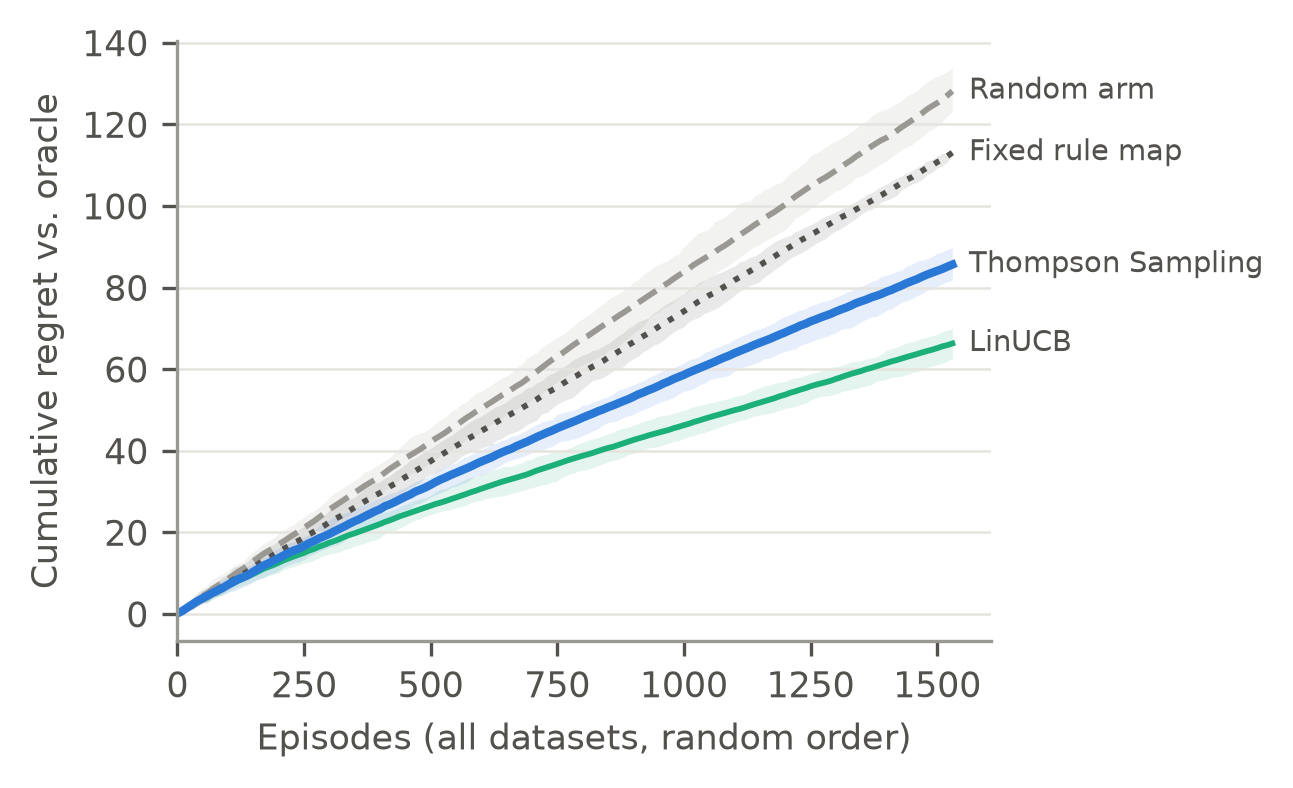 Cumulative regret vs. oracle
140
120
100
80
60
40
20
0
Random arm
Fixed rule map
Thompson Sampling
LinUCB
0 250 500 750 1000 1250 1500
Episodes (all datasets, random order)